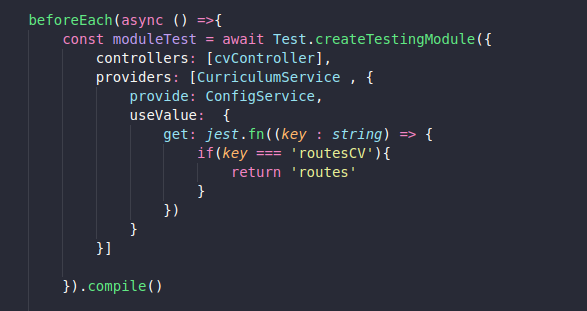 beforeEach(async () =>{
    const moduleTest = await Test.createTestingModule({
        controllers: [cvController],
        providers: [CurriculumService , {
            provide: ConfigService,
            useValue:  {
                get: jest.fn((key : string) => {
                    if(key === 'routesCV'){
                        return 'routes'
                    }
                })
            }
        }]
    }).compile()